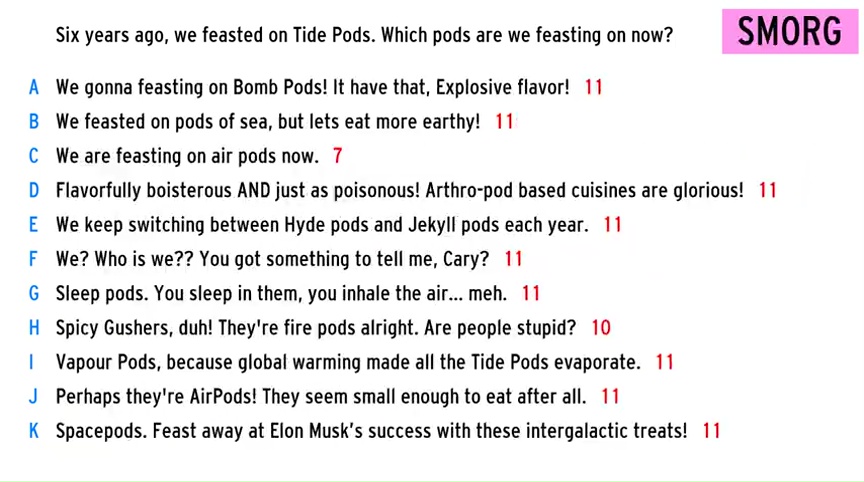 Six years ago, we feasted on Tide Pods. Which pods are we feasting on now?
SMORG
A We gonna feasting on Bomb Pods! It have that, Explosive flavor! 11
B We feasted on pods of sea, but lets eat more earthy! 11
C We are feasting on air pods now. 7
D Flavorfully boisterous AND just as poisonous! Arthro-pod based cuisines are glorious! 11
E We keep switching between Hyde pods and Jekyll pods each year. 11
F We? Who is we?? You got something to tell me, Cary? 11
G Sleep pods. You sleep in them, you inhale the air... meh. 11
H Spicy Gushers, duh! They're fire pods alright. Are people stupid? 10
I Vapour Pods, because global warming made all the Tide Pods evaporate. 11
J Perhaps they're AirPods! They seem small enough to eat after all. 11
K Spacepods. Feast away at Elon Musk's success with these intergalactic treats! 11